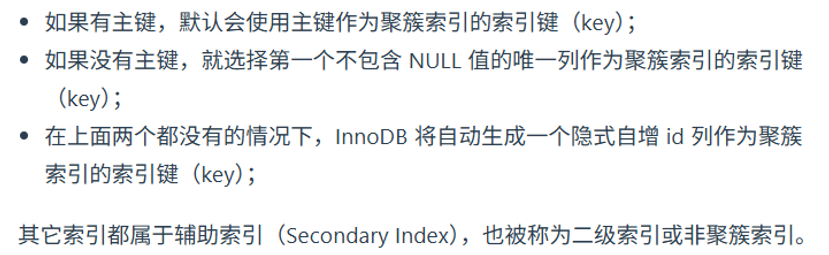 如果有主键，默认会使用主键作为聚簇索引的索引键（key）；
如果没有主键，就选择第一个不包含 NULL 值的唯一列作为聚簇索引的索引键
（key）；
在上面两个都没有的情况下，InnoDB 将自动生成一个隐式自增 id 列作为聚簇
索引的索引键（key）；
其它索引都属于辅助索引（Secondary Index），也被称为二级索引或非聚簇索引。